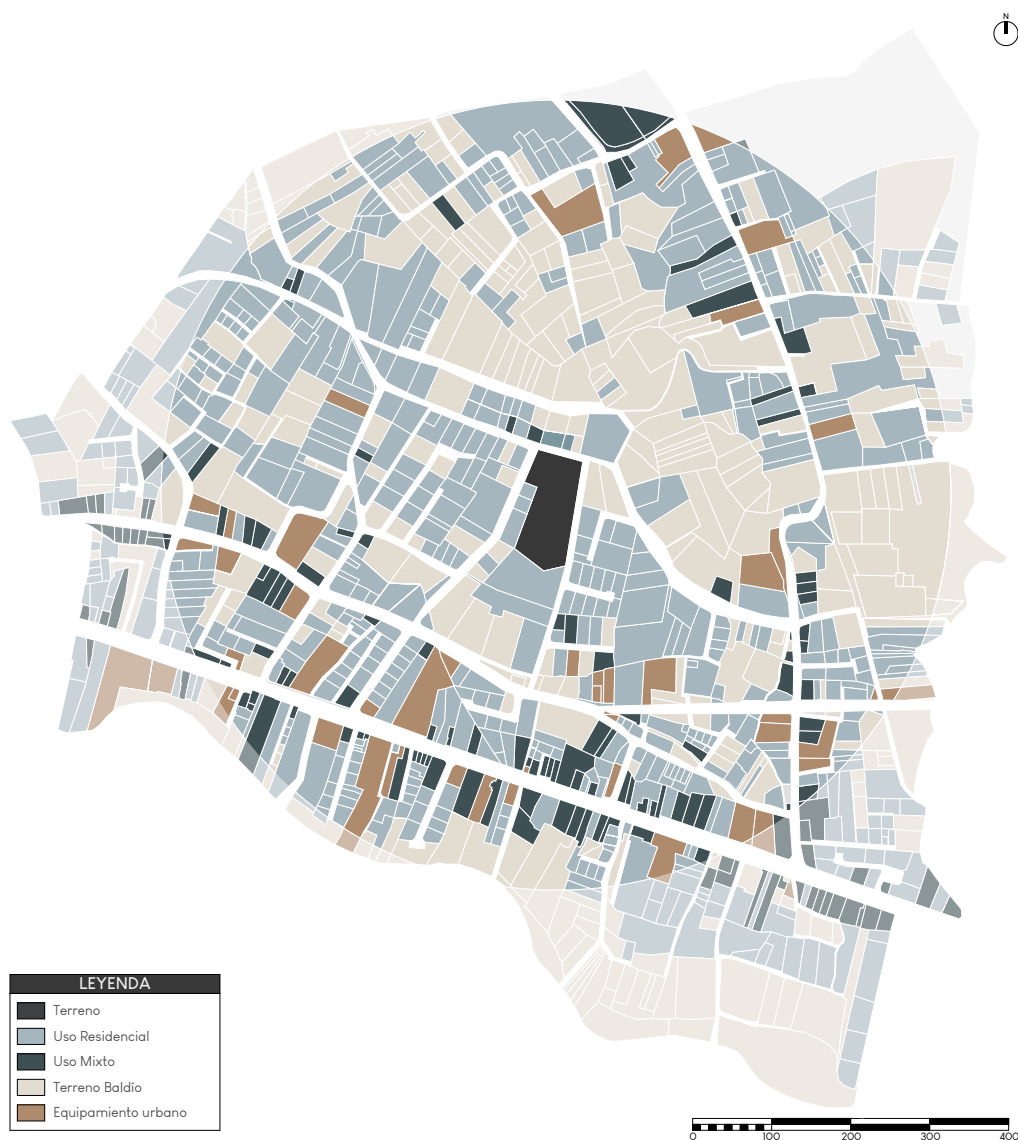 N
LEYENDA
Terreno
Uso Residencial
Uso Mixto
Terreno Baldío
Equipamiento urbano
0 100 200 300 400